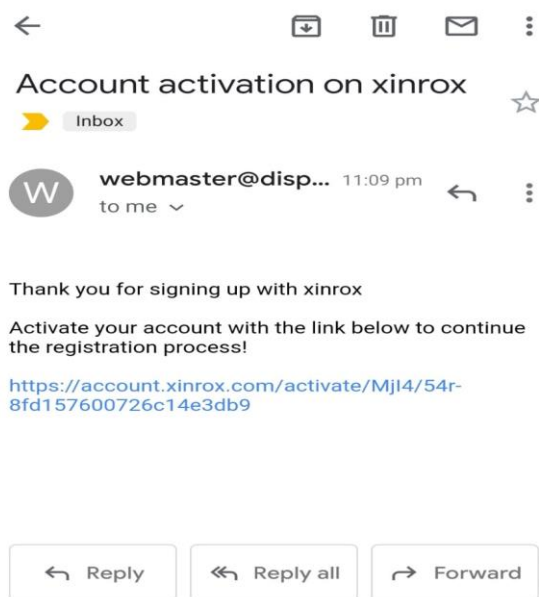 Account activation on xinrox
Inbox
W
webmaster@disp... 11:09 pm
to me
Thank you for signing up with xinrox
Activate your account with the link below to continue
the registration process!
https://account.xinrox.com/activate/MjI4/54r-
8fd157600726c14e3db9
Reply
Reply all
Forward